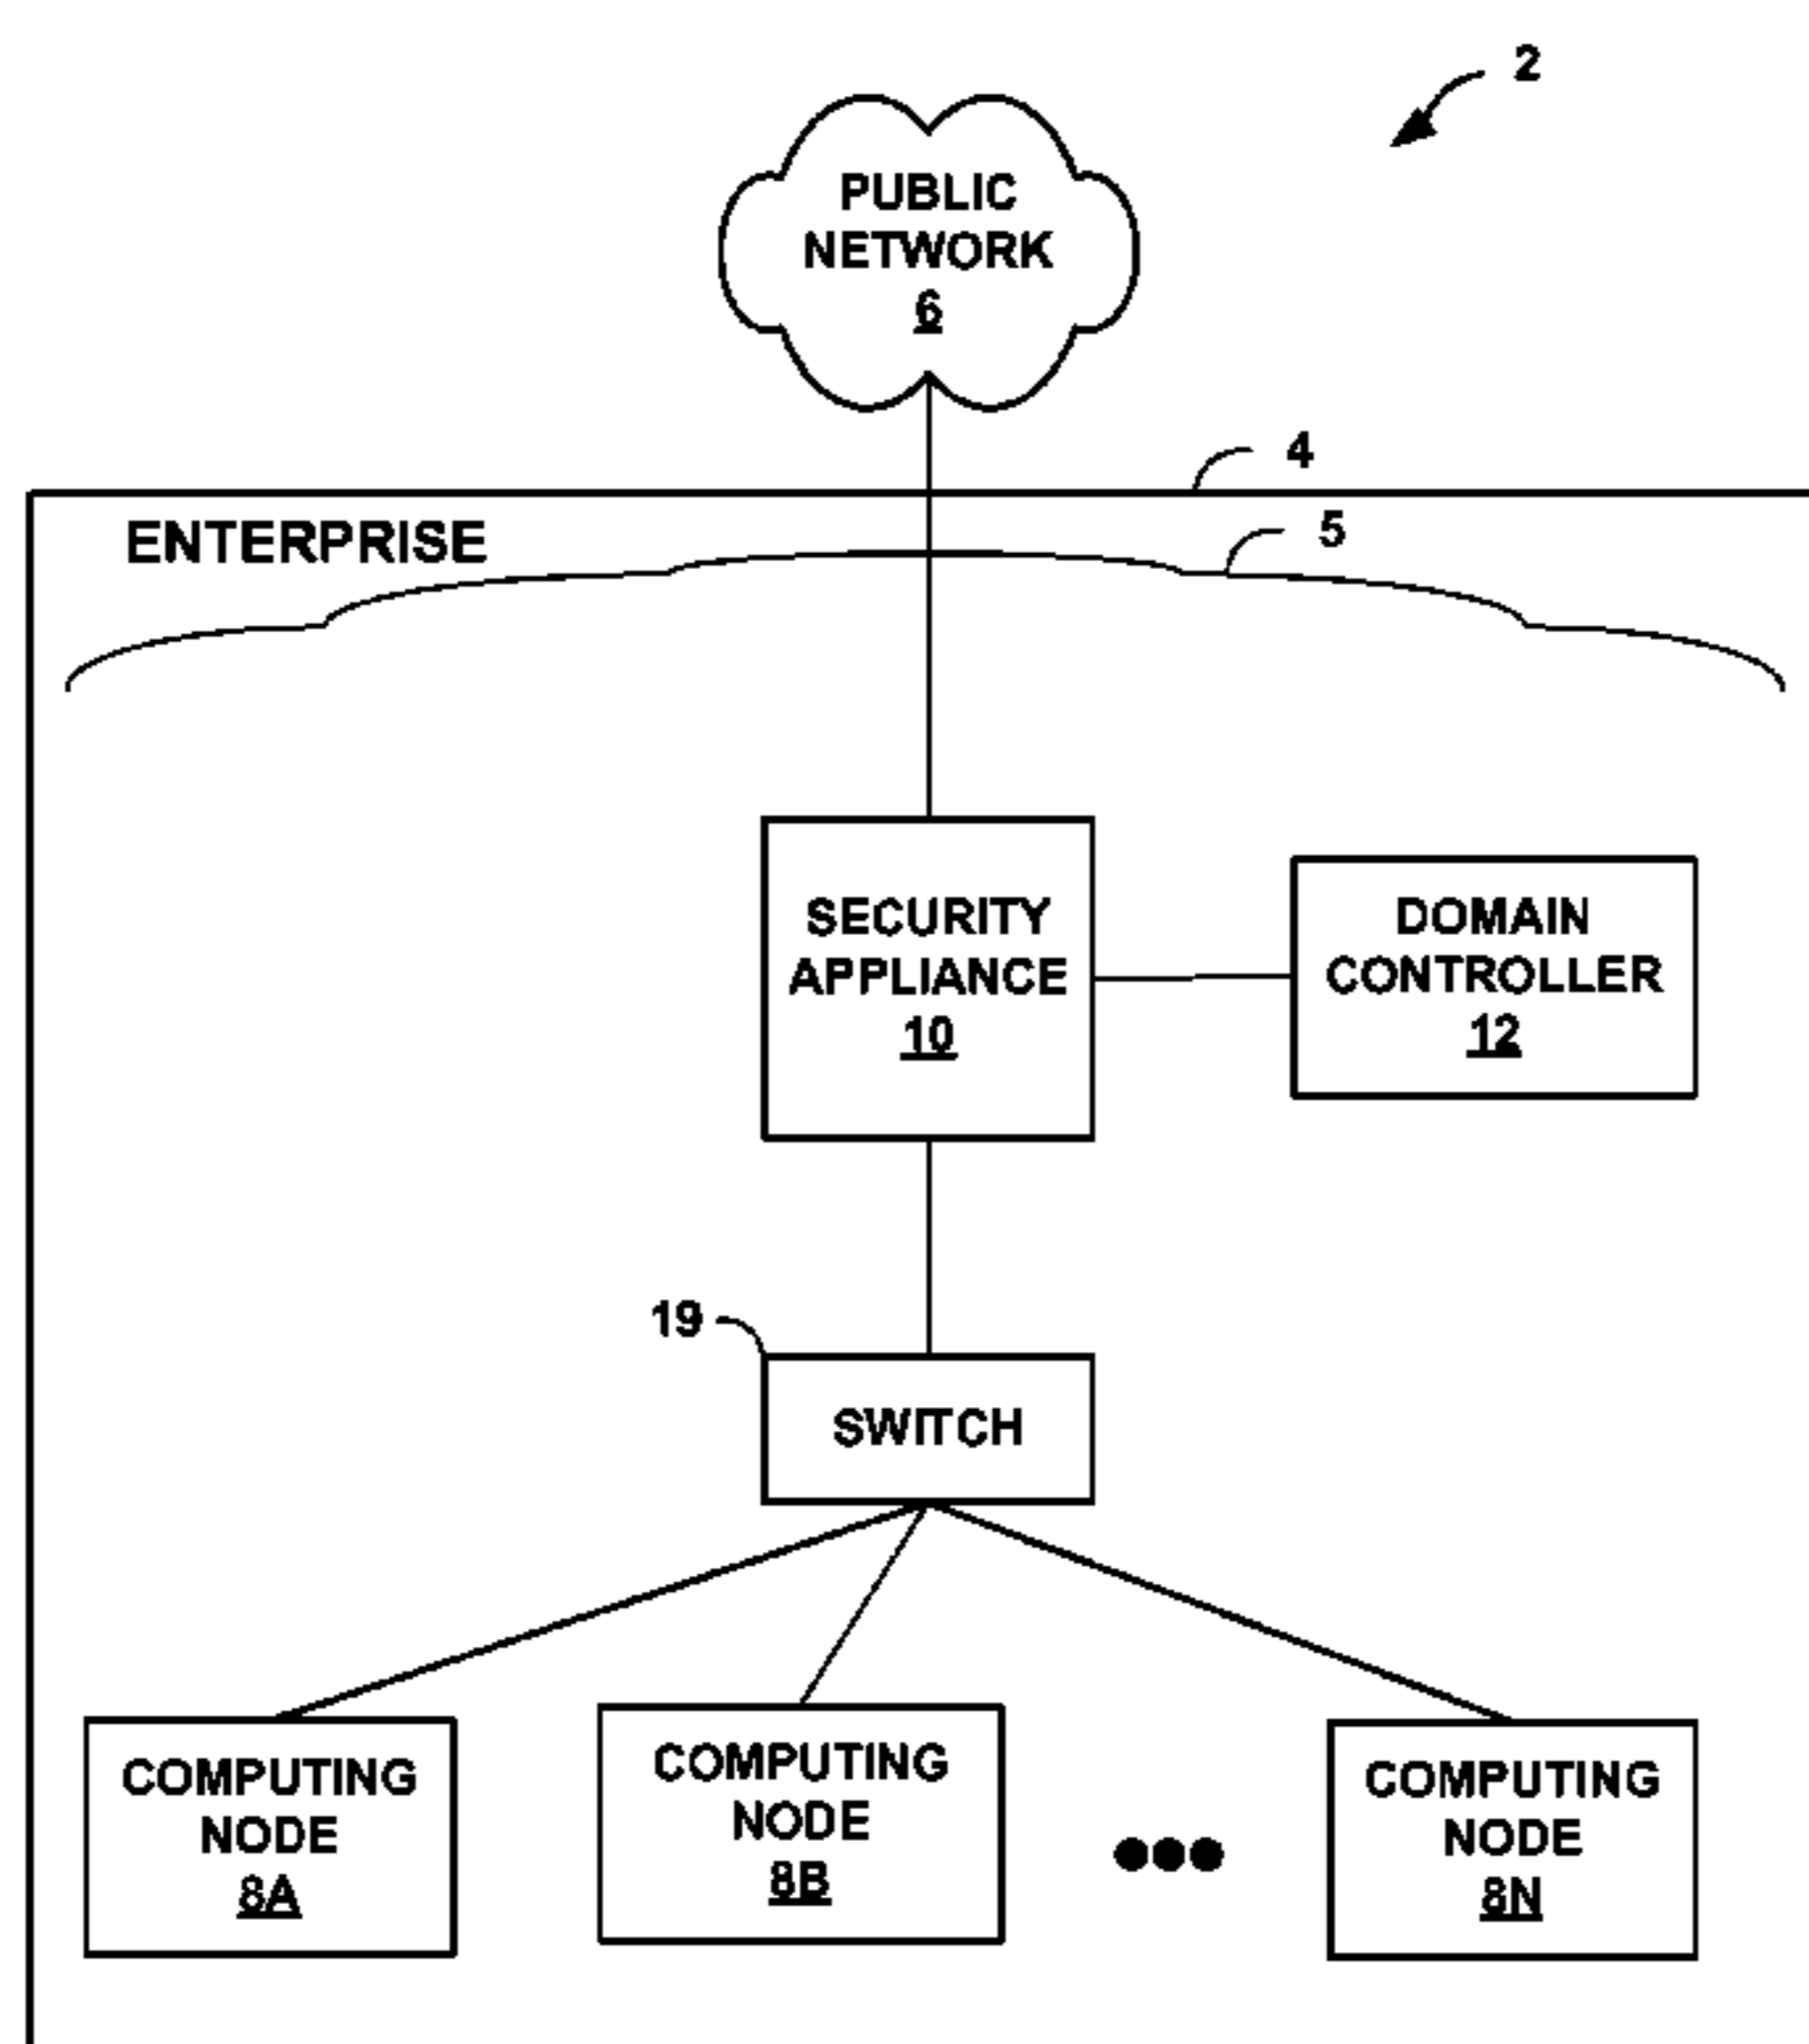 2
PUBLIC
NETWORK
6
4
ENTERPRISE
5
SECURITY
APPLIANCE
10
DOMAIN
CONTROLLER
12
19
SWITCH
COMPUTING
NODE
8A
COMPUTING
NODE
8B
COMPUTING
NODE
8N